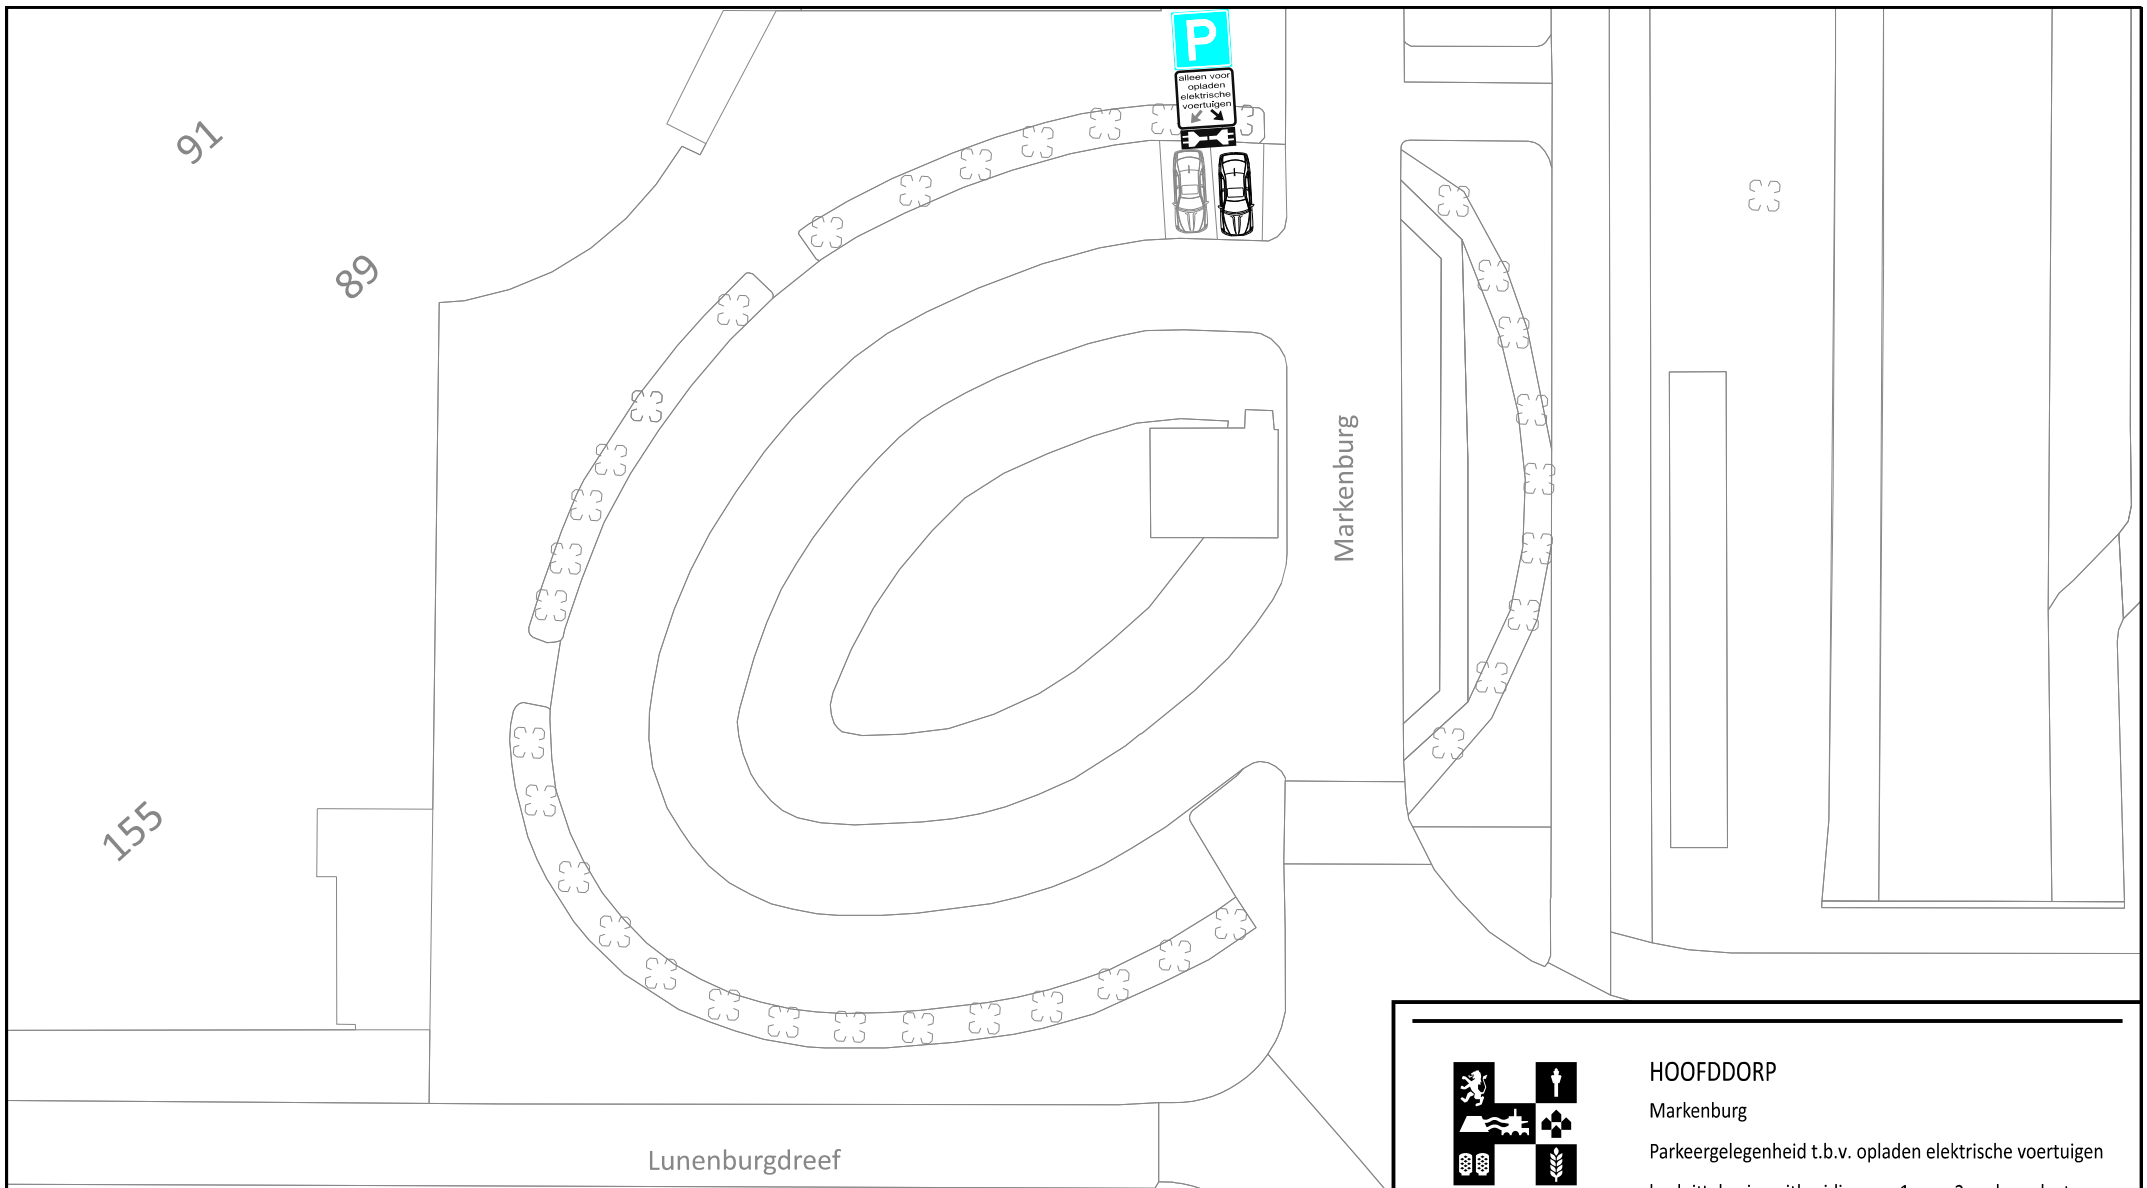 P
alleen voor
opladen
elektrische
voertuigen
91
89
155
Markenburg
Lunenburgdreef
HOOFDDORP
Markenburg
Parkeergelegenheid t.b.v. opladen elektrische voertuigen